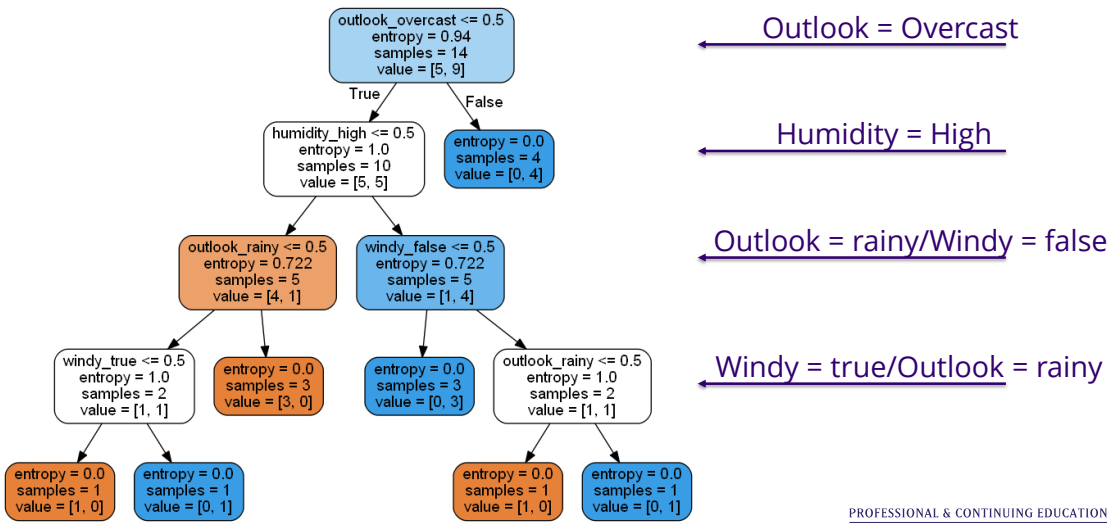 outlook_overcast <= 0.5
entropy = 0.94
samples = 14
value = [5, 9]
Outlook = Overcast
True
False
humidity_high <= 0.5
entropy = 1.0
samples = 10
value = [5, 5]
entropy = 0.0
samples = 4
value = [0, 4]
Humidity = High
outlook_rainy <= 0.5
entropy = 0.722
samples = 5
value = [4, 1]
windy_false <= 0.5
entropy = 0.722
samples = 5
value = [1, 4]
Outlook = rainy/Windy = false
windy_true <= 0.5
entropy = 1.0
samples = 2
value = [1, 1]
entropy = 0.0
samples = 3
value = [3, 0]
entropy = 0.0
samples = 3
value = [0, 3]
outlook_rainy <= 0.5
entropy = 1.0
samples = 2
value = [1, 1]
Windy = true/Outlook = rainy
entropy = 0.0
samples = 1
value = [1, 0]
entropy = 0.0
samples = 1
value = [0, 1]
entropy = 0.0
samples = 1
value = [1, 0]
entropy = 0.0
samples = 1
value = [0, 1]
PROFESSIONAL & CONTINUING EDUCATION